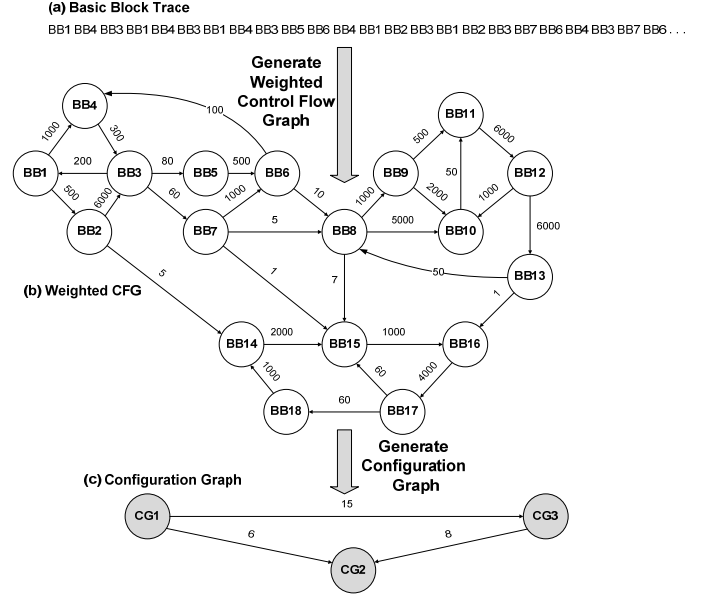 (a) Basic Block Trace
BB1 BB4 BB3 BB1 BB4 BB3 BB1 BB4 BB3 BB5 BB6 BB4 BB1 BB2 BB3 BB1 BB2 BB3 BB7 BB6 BB4 BB3 BB7 BB6 . . .
Generate
Weighted
Control Flow
Graph
BB4
100
BB11
1000
300
500
6000
BB1
200
BB3
80
BB5
500
BB6
BB9
50
BB12
500
6000
60
1000
10
1000
2000
1000
BB2
BB7
5
BB8
5000
BB10
6000
5
1
7
50
BB13
(b) Weighted CFG
1
BB14
2000
BB15
1000
BB16
1000
60
4000
BB18
60
BB17
Generate
Configuration
Graph
(c) Configuration Graph
15
CG1
CG3
6
8
CG2